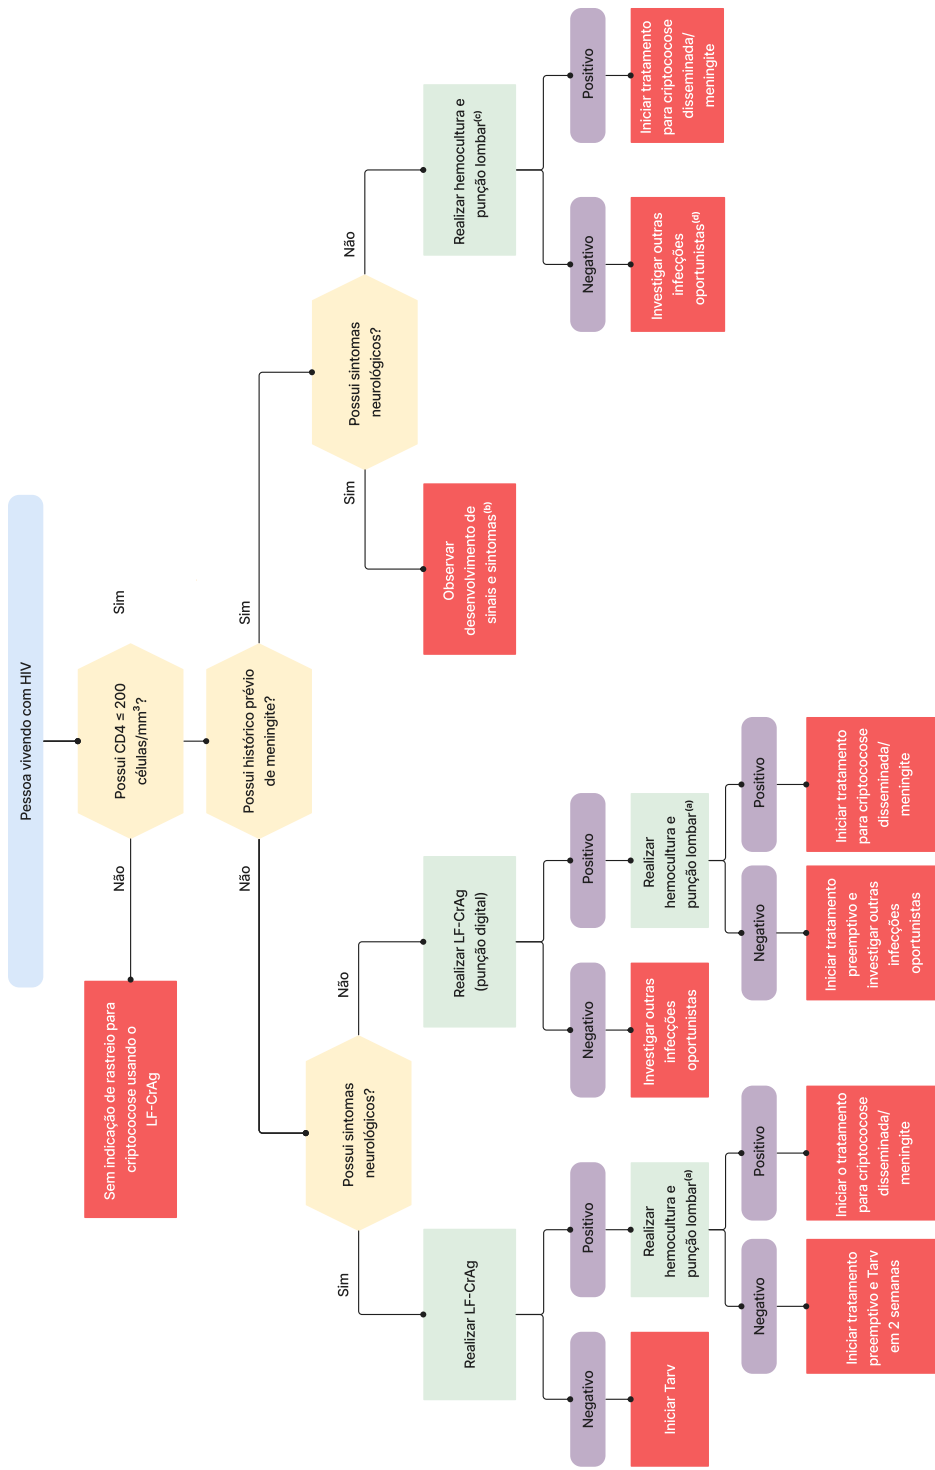 Pessoa vivendo com HIV
Possui CD4 ≤ 200
células/mm³?
Não
Sim
Sem indicação de rastreio para
criptococose usando o
LF-CrAg
Possui histórico prévio
de meningite?
Não
Sim
Possui sintomas
neurológicos?
Sim
Não
Possui sintomas
neurológicos?
Sim
Não
Realizar LF-CrAg
Realizar LF-CrAg
(punção digital)
Observar
desenvolvimento de
sinais e sintomas(b)
Realizar hemocultura e
punção lombar(c)
Negativo
Positivo
Negativo
Positivo
Negativo
Positivo
Iniciar Tarv
Realizar
hemocultura e
punção lombar(a)
Investigar outras
infecções
oportunistas
Realizar
hemocultura e
punção lombar(a)
Investigar outras
infecções
oportunistas(d)
Iniciar tratamento
para criptococose
disseminada/
meningite
Negativo
Positivo
Negativo
Positivo
Iniciar tratamento
preemptivo e Tarv
em 2 semanas
Iniciar o tratamento
para criptococose
disseminada/
meningite
Iniciar tratamento
preemptivo e
investigar outras
infecções
oportunistas
Iniciar tratamento
para criptococose
disseminada/
meningite